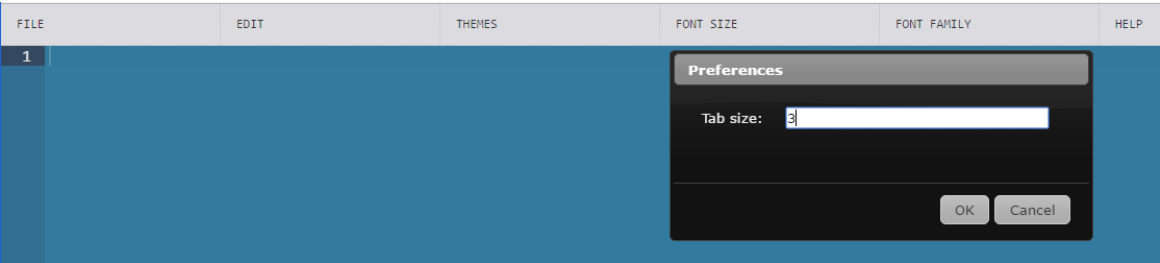 FILE EDIT THEMES FONT SIZE FONT FAMILY HELP
1
Preferences
Tab size: 3
OK Cancel